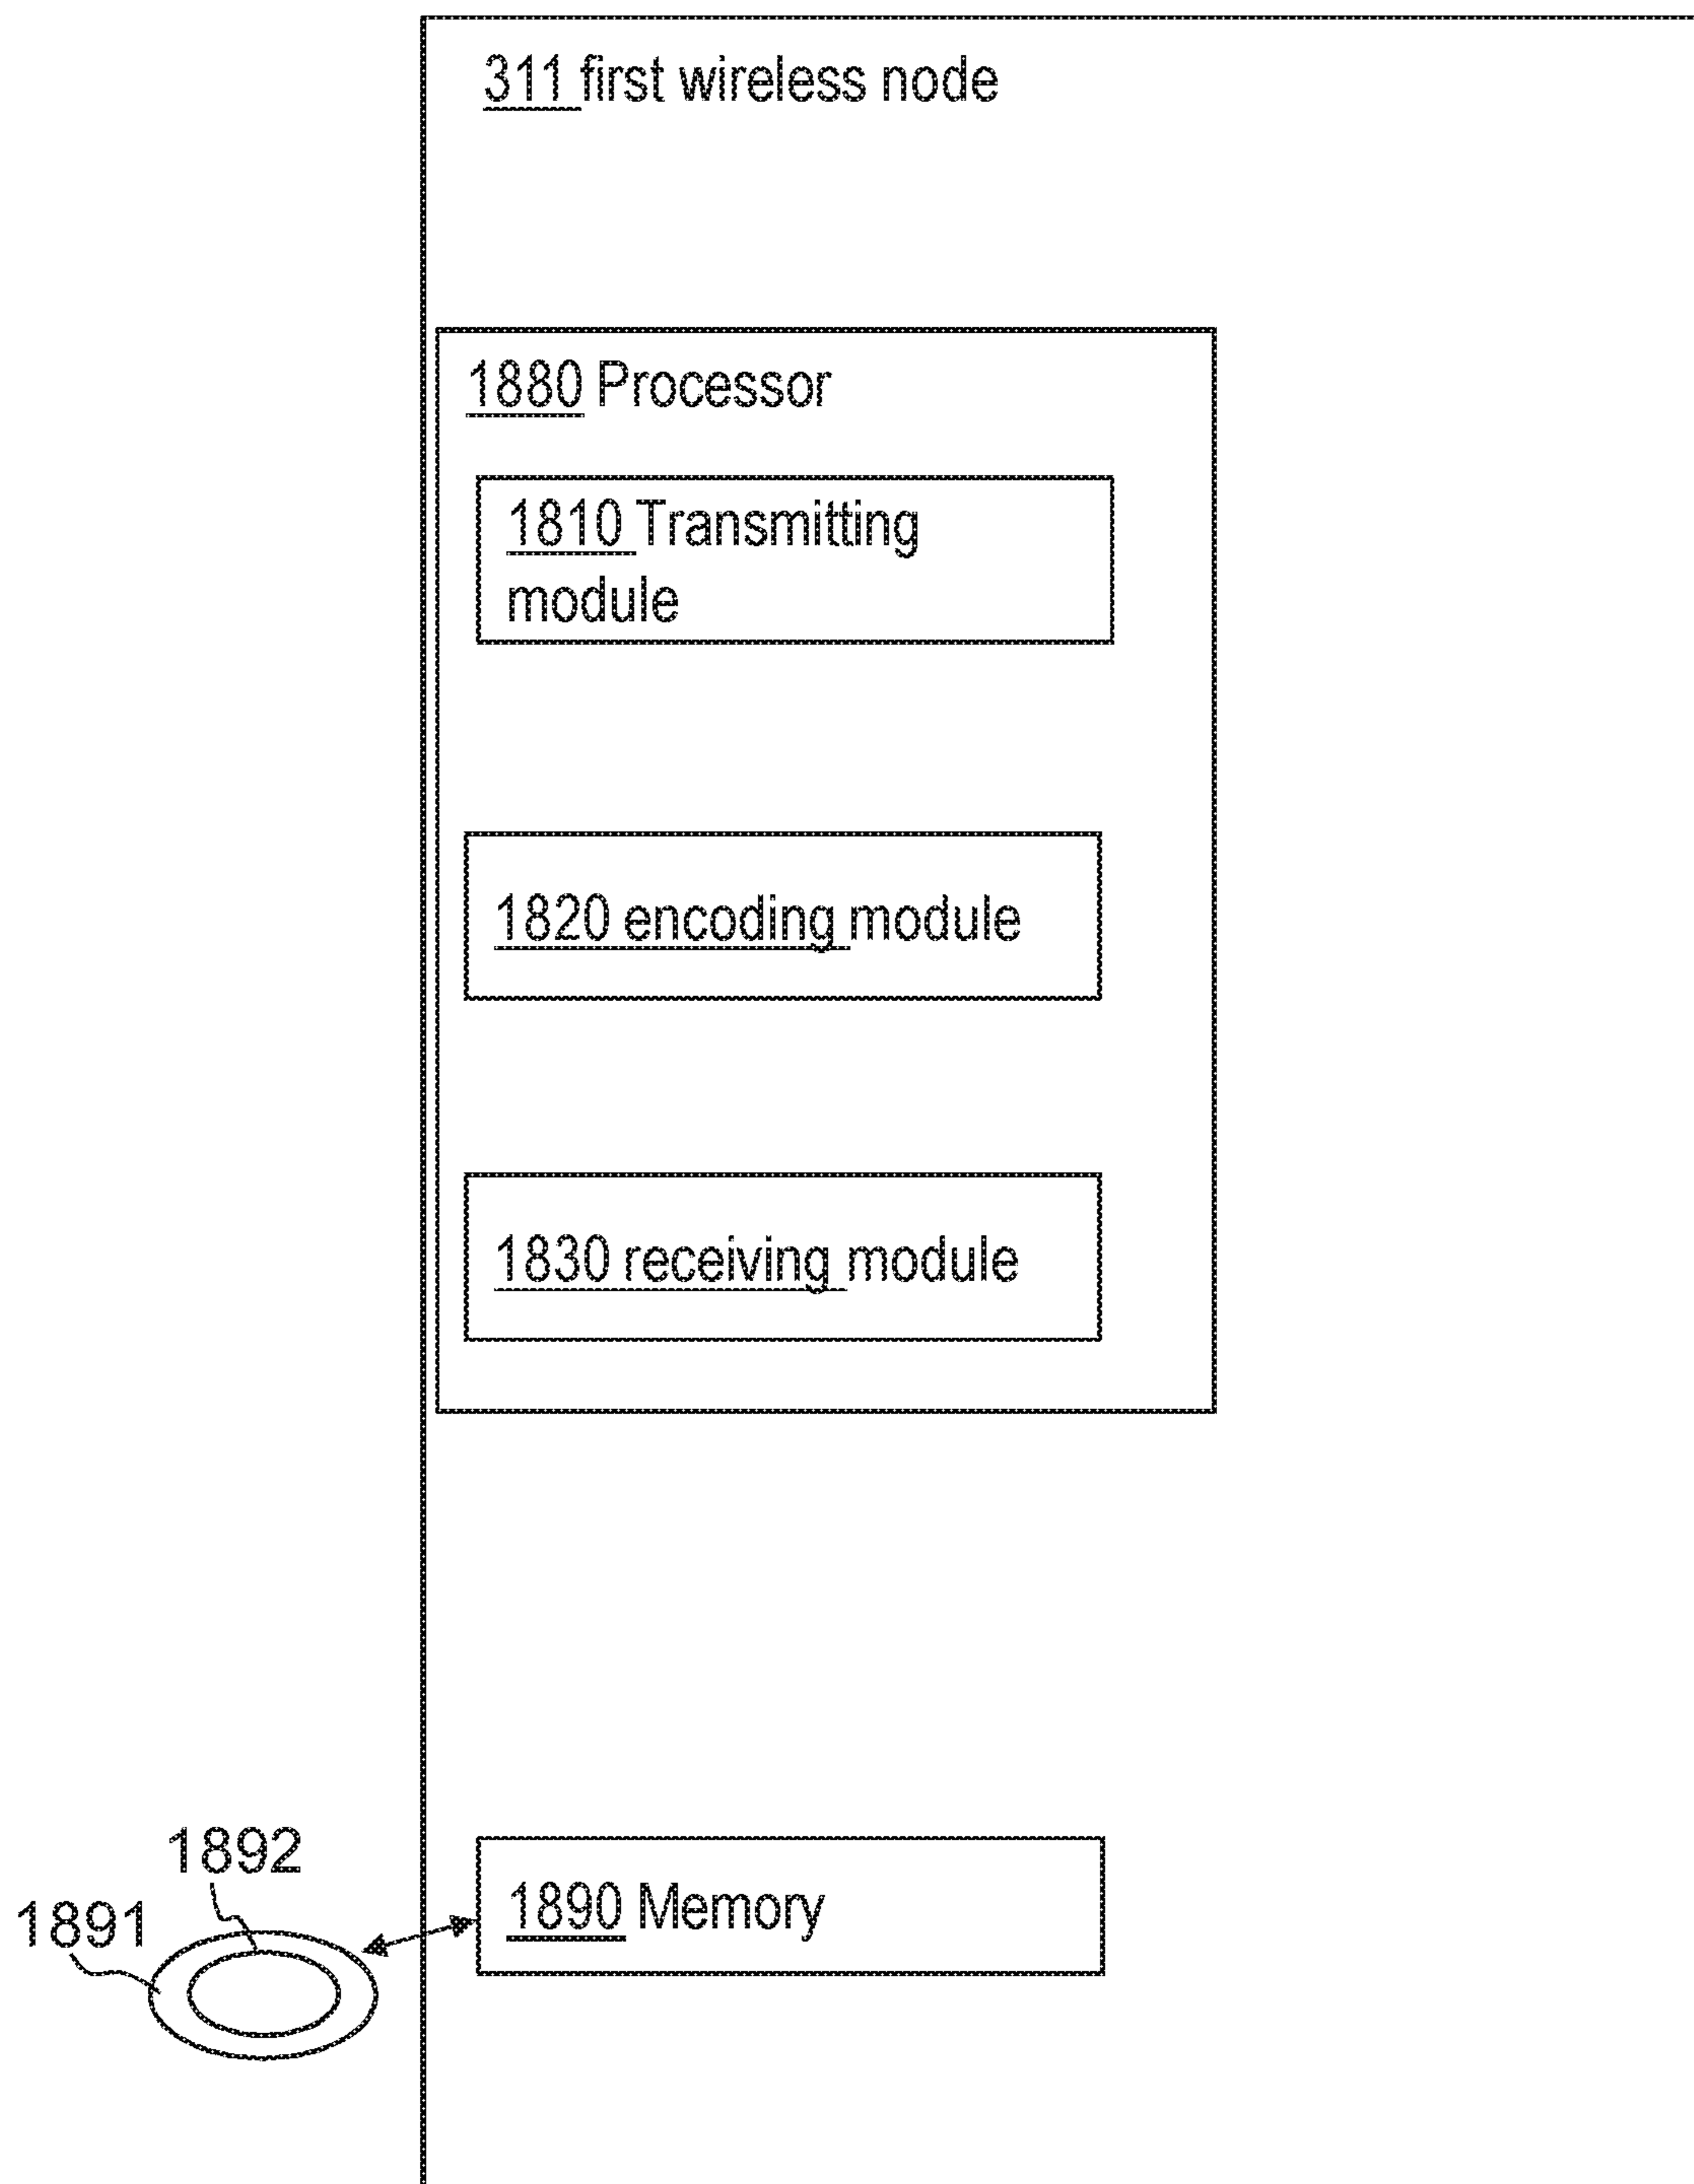 311 first wireless node
1880 Processor
1810 Transmitting
module
1820 encoding module
1830 receiving module
1892
1891
1890 Memory